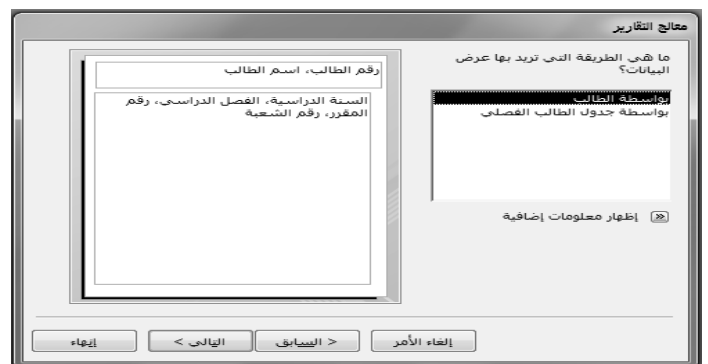 معالج التقارير
ما هي الطريقة التي تريد بها عرض
البيانات؟
بواسطة الطالب
بواسطة جدول الطالب الفصلي
إظهار معلومات إضافية
رقم الطالب، اسم الطالب
السنة الدراسية، الفصل الدراسي، رقم
المقرر، رقم الشعبة
إلغاء الأمر
< السابق
التالي >
إنهاء